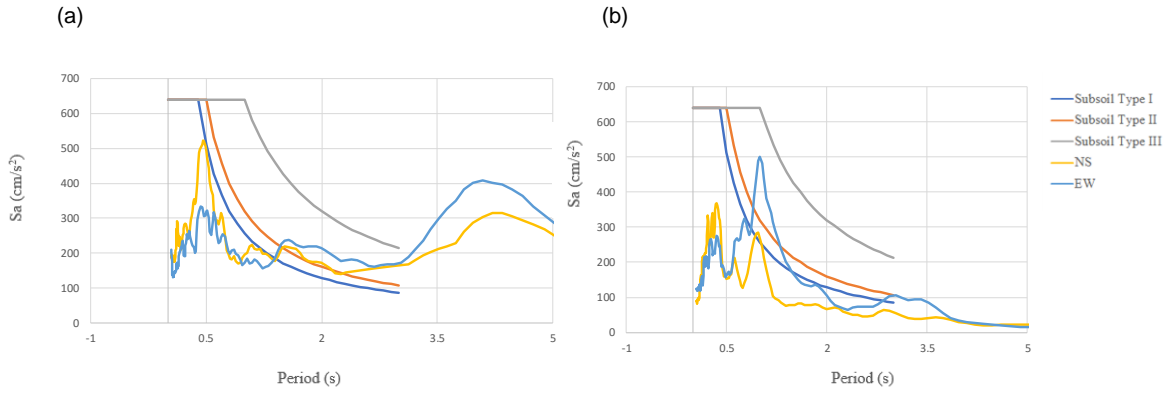 (a)
700
600
500
400
300
200
100
0
-1
0.5
2
3.5
5
Sa (cm/s²)
Period (s)
(b)
700
600
500
400
300
200
100
0
-1
0.5
2
3.5
5
Sa (cm/s²)
Period (s)
Subsoil Type I
Subsoil Type II
Subsoil Type III
NS
EW